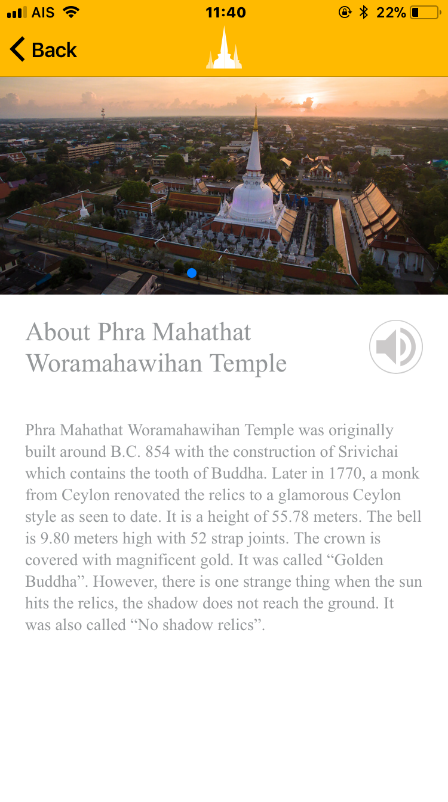 AIS 11:40 22%
Back
About Phra Mahathat
Woramahawihan Temple
Phra Mahathat Woramahawihan Temple was originally
built around B.C. 854 with the construction of Srivichai
which contains the tooth of Buddha. Later in 1770, a monk
from Ceylon renovated the relics to a glamorous Ceylon
style as seen to date. It is a height of 55.78 meters. The bell
is 9.80 meters high with 52 strap joints. The crown is
covered with magnificent gold. It was called “Golden
Buddha”. However, there is one strange thing when the sun
hits the relics, the shadow does not reach the ground. It
was also called “No shadow relics”.